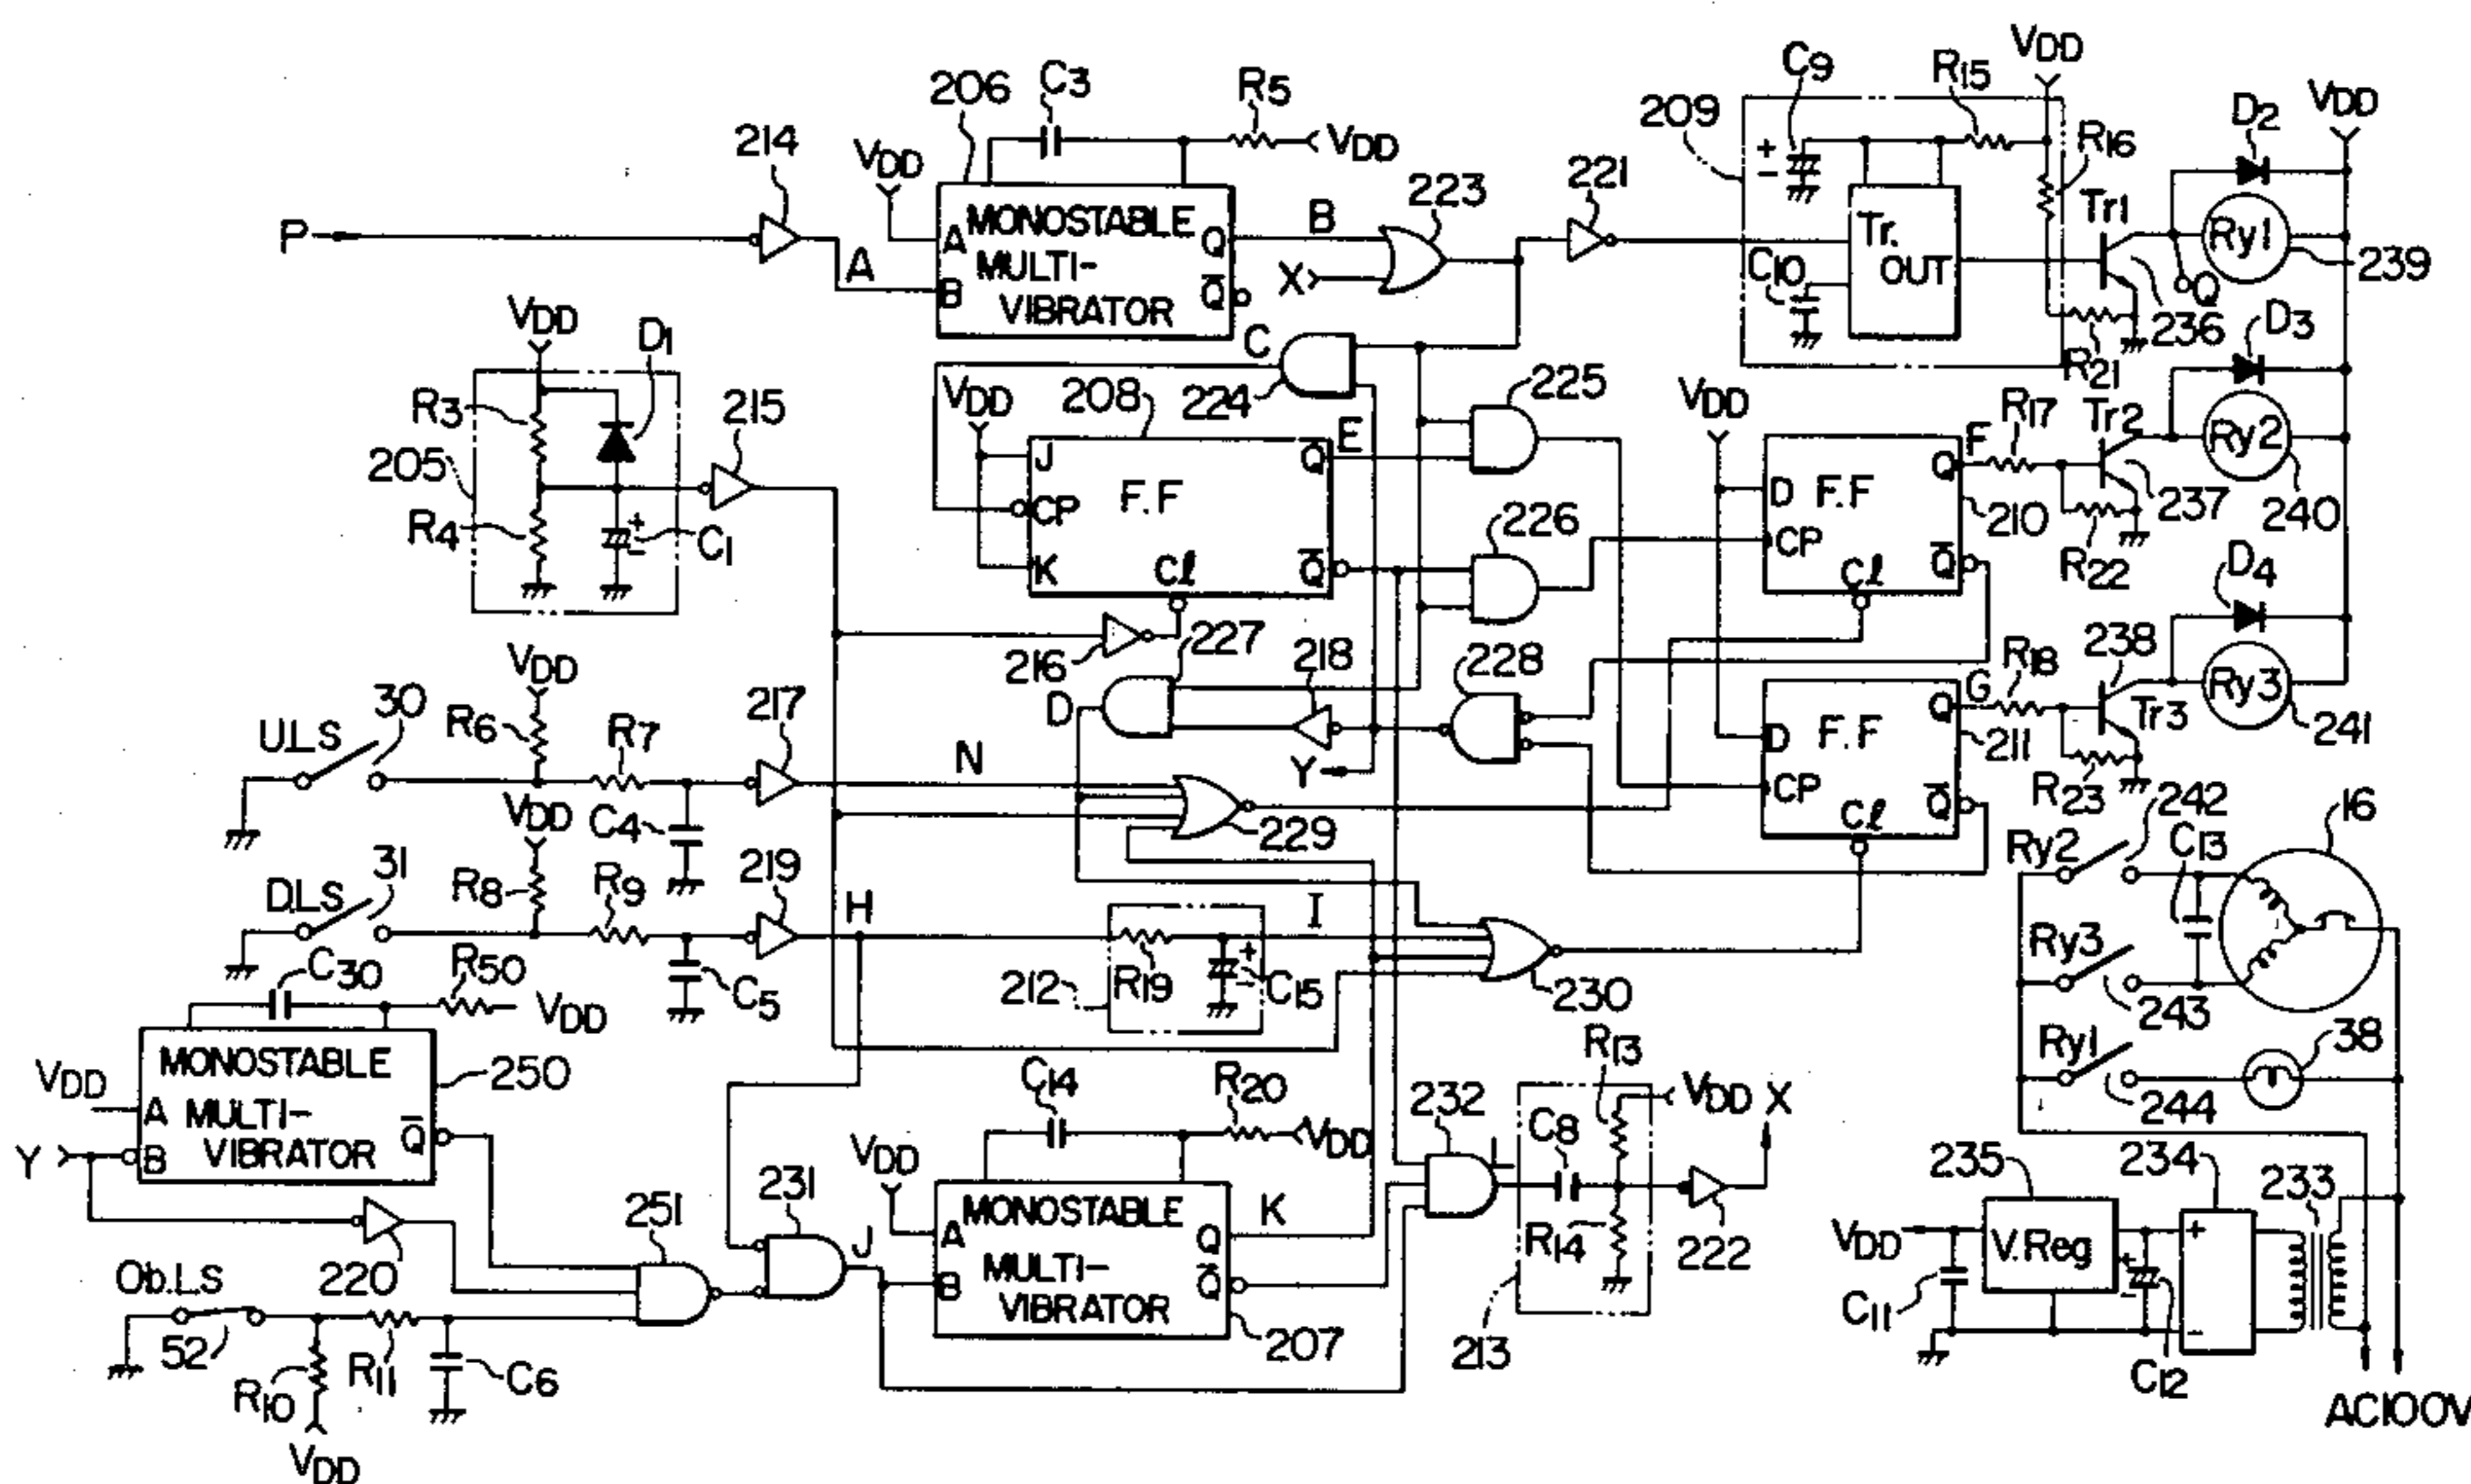 VDD
C9
R15
VDD
206
C3
R5
209
D2
214
VDD
VDD
R16
221
223
Tr1
P
A
MONOSTABLE
Q
B
Tr.
Ry1
A
MULTI-
X
C10
OUT
239
B
VIBRATOR
Q̄
Q
VDD
D1
C
236
D3
R21
VDD
208
224
225
VDD
R17
Tr2
R3
215
E
F
Ry2
205
J
Q
D
F.F
Q
F.F
210
237
240
R4
C1
CP
226
CP
R22
K
Cl
Q̄
Cl
Q̄
D4
216
227
218
228
R18
238
VDD
217
D
G
Ry3
U.LS
30
R6
R7
Q
Tr3
241
D
F.F
211
N
Y
CP
R23
242
16
VDD
C4
229
Cl
Q̄
Ry2
C13
31
R8
R9
219
D.LS
H
I
Ry3
C30
R50
C5
212
R19
C15
230
243
VDD
R13
Ry1
38
MONOSTABLE
250
C14
R20
VDD
X
VDD
232
244
A
MULTI-
Q̄
VDD
C8
L
Y
B
VIBRATOR
VDD
235
234
233
251
231
A
MONOSTABLE
Q
K
R14
222
VDD
V.Reg
+
J
Ob.LS
220
B
MULTI-
VIBRATOR
Q̄
C11
52
R11
C6
207
213
C12
-
R10
AC100V
VDD